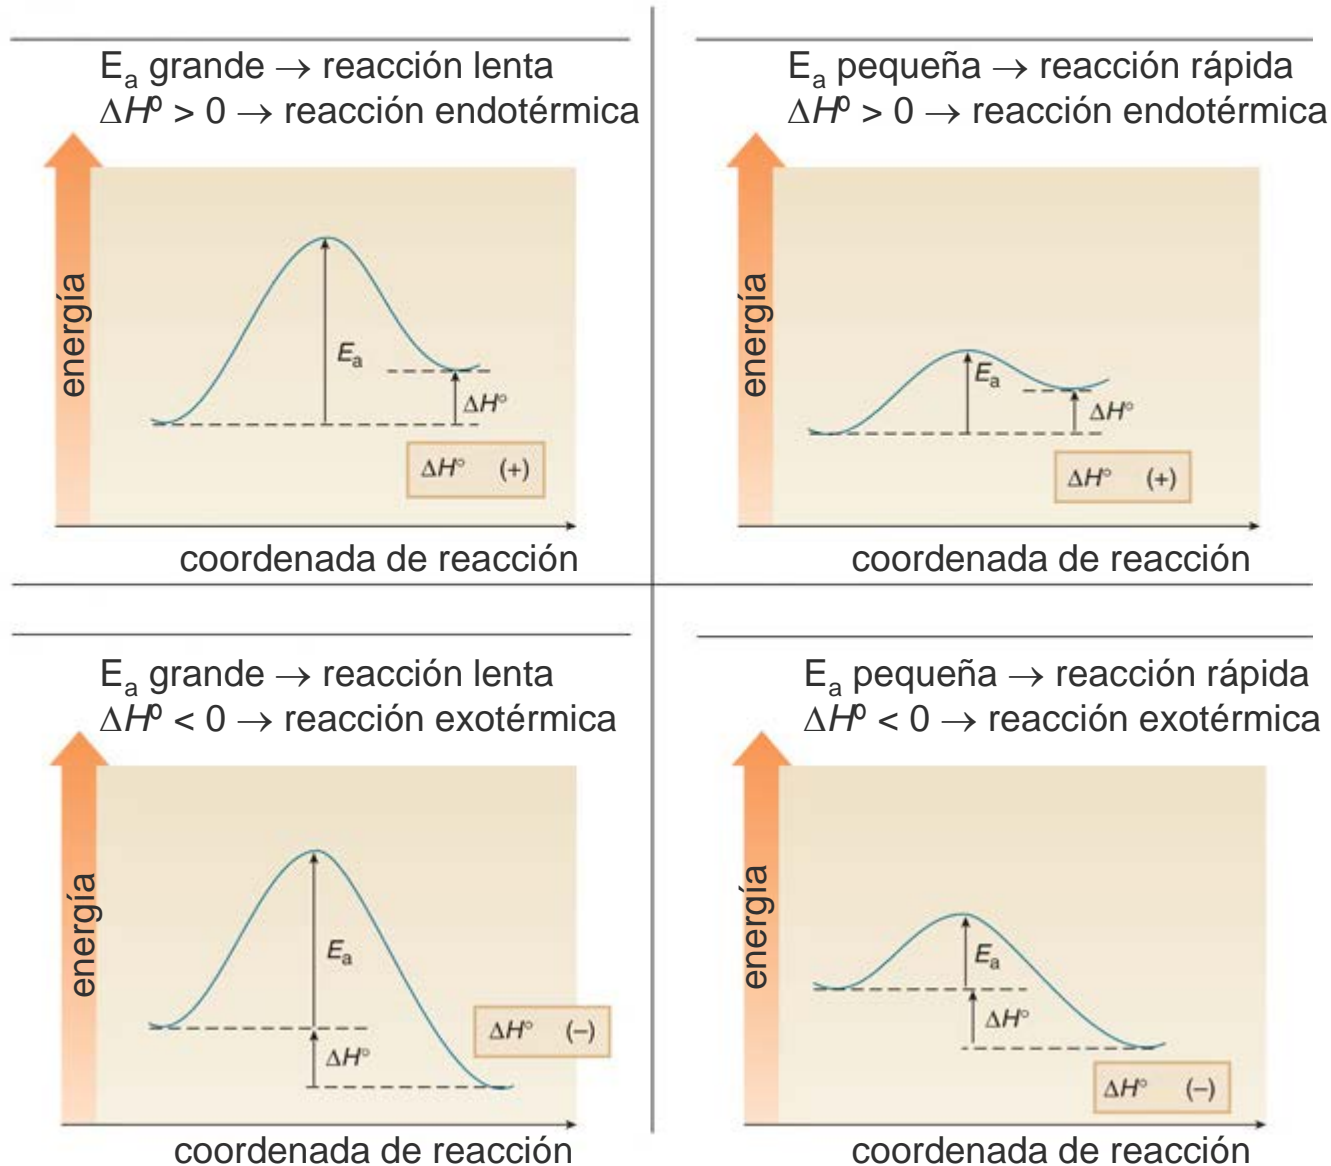 Eₐ grande → reacción lenta
ΔH⁰ > 0 → reacción endotérmica
energía
Eₐ
ΔH°
ΔH° (+)
coordenada de reacción
Eₐ pequeña → reacción rápida
ΔH⁰ > 0 → reacción endotérmica
energía
Eₐ
ΔH°
ΔH° (+)
coordenada de reacción
Eₐ grande → reacción lenta
ΔH⁰ < 0 → reacción exotérmica
energía
Eₐ
ΔH° (–)
ΔH°
coordenada de reacción
Eₐ pequeña → reacción rápida
ΔH⁰ < 0 → reacción exotérmica
energía
Eₐ
ΔH°
ΔH° (–)
coordenada de reacción